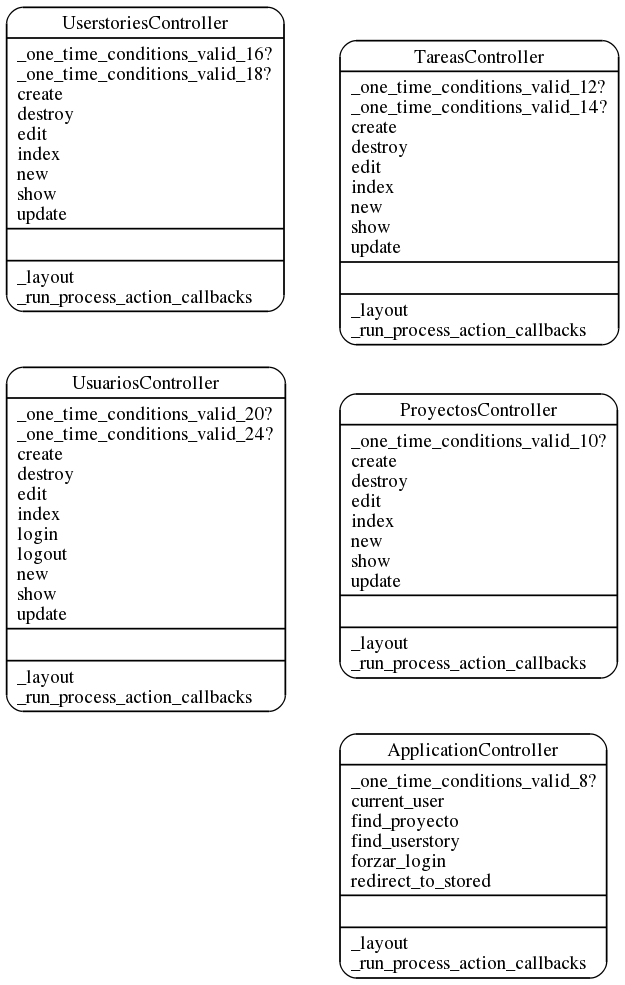 UserstoriesController
_one_time_conditions_valid_16?
_one_time_conditions_valid_18?
create
destroy
edit
index
new
show
update
_layout
_run_process_action_callbacks
TareasController
_one_time_conditions_valid_12?
_one_time_conditions_valid_14?
create
destroy
edit
index
new
show
update
_layout
_run_process_action_callbacks
UsuariosController
_one_time_conditions_valid_20?
_one_time_conditions_valid_24?
create
destroy
edit
index
login
logout
new
show
update
_layout
_run_process_action_callbacks
ProyectosController
_one_time_conditions_valid_10?
create
destroy
edit
index
new
show
update
_layout
_run_process_action_callbacks
ApplicationController
_one_time_conditions_valid_8?
current_user
find_proyecto
find_userstory
forzar_login
redirect_to_stored
_layout
_run_process_action_callbacks